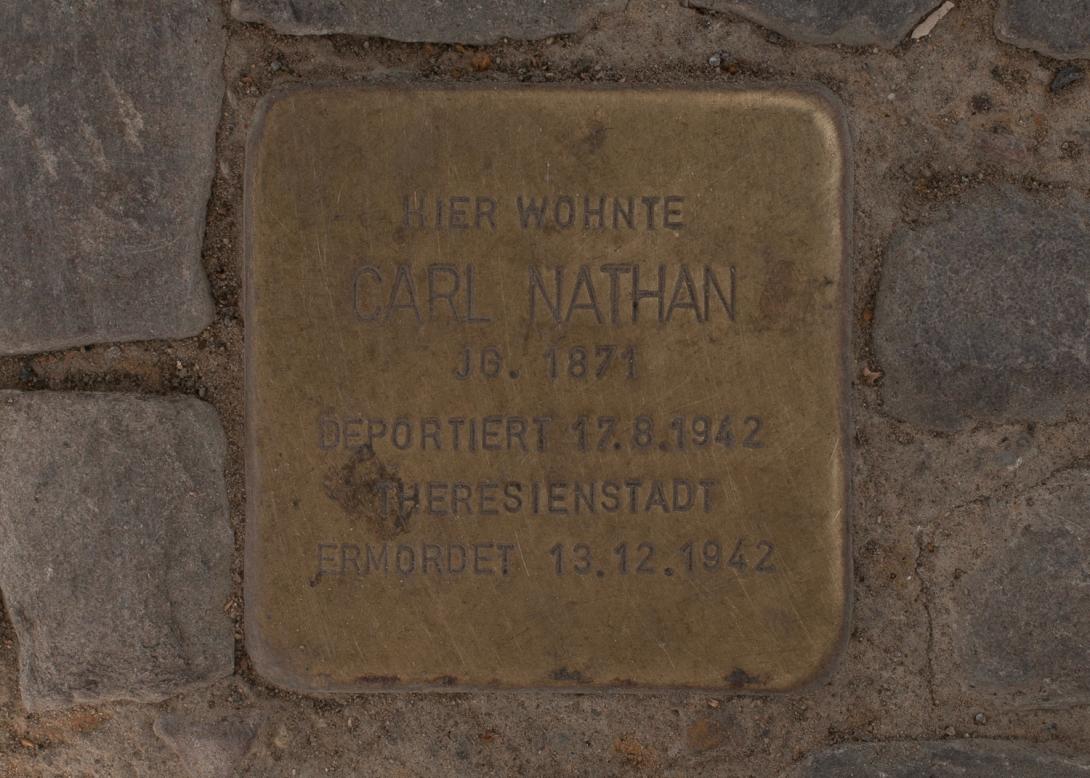 HIER WOHNTE
CARL NATHAN
JG. 1871
DEPORTIERT 17.8.1942
THERESIENSTADT
ERMORDET 13.12.1942